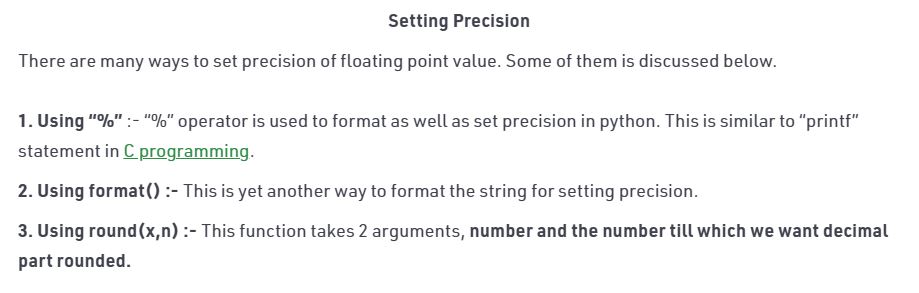 Setting Precision
There are many ways to set precision of floating point value. Some of them is discussed below.
1. Using “%” :- “%” operator is used to format as well as set precision in python. This is similar to “printf”
statement in C programming.
2. Using format() :- This is yet another way to format the string for setting precision.
3. Using round(x,n) :- This function takes 2 arguments, number and the number till which we want decimal
part rounded.